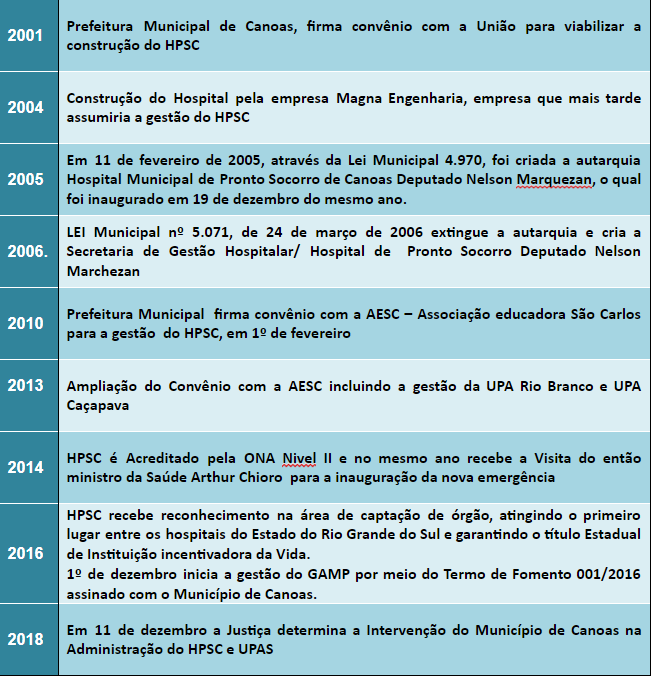 2001
Prefeitura Municipal de Canoas, firma convênio com a União para viabilizar a
construção do HPSC
2004
Construção do Hospital pela empresa Magna Engenharia, empresa que mais tarde
assumiria a gestão do HPSC
2005
Em 11 de fevereiro de 2005, através da Lei Municipal 4.970, foi criada a autarquia
Hospital Municipal de Pronto Socorro de Canoas Deputado Nelson Marquezan, o qual
foi inaugurado em 19 de dezembro do mesmo ano.
2006.
LEI Municipal nº 5.071, de 24 de março de 2006 extingue a autarquia e cria a
Secretaria de Gestão Hospitalar/ Hospital de Pronto Socorro Deputado Nelson
Marchezan
2010
Prefeitura Municipal firma convênio com a AESC – Associação educadora São Carlos
para a gestão do HPSC, em 1º de fevereiro
2013
Ampliação do Convênio com a AESC incluindo a gestão da UPA Rio Branco e UPA
Caçapava
2014
HPSC é Acreditado pela ONA Nivel II e no mesmo ano recebe a Visita do então
ministro da Saúde Arthur Chioro para a inauguração da nova emergência
2016
HPSC recebe reconhecimento na área de captação de órgão, atingindo o primeiro
lugar entre os hospitais do Estado do Rio Grande do Sul e garantindo o título Estadual
de Instituição incentivadora da Vida.
1º de dezembro inicia a gestão do GAMP por meio do Termo de Fomento 001/2016
assinado com o Município de Canoas.
2018
Em 11 de dezembro a Justiça determina a Intervenção do Município de Canoas na
Administração do HPSC e UPAS